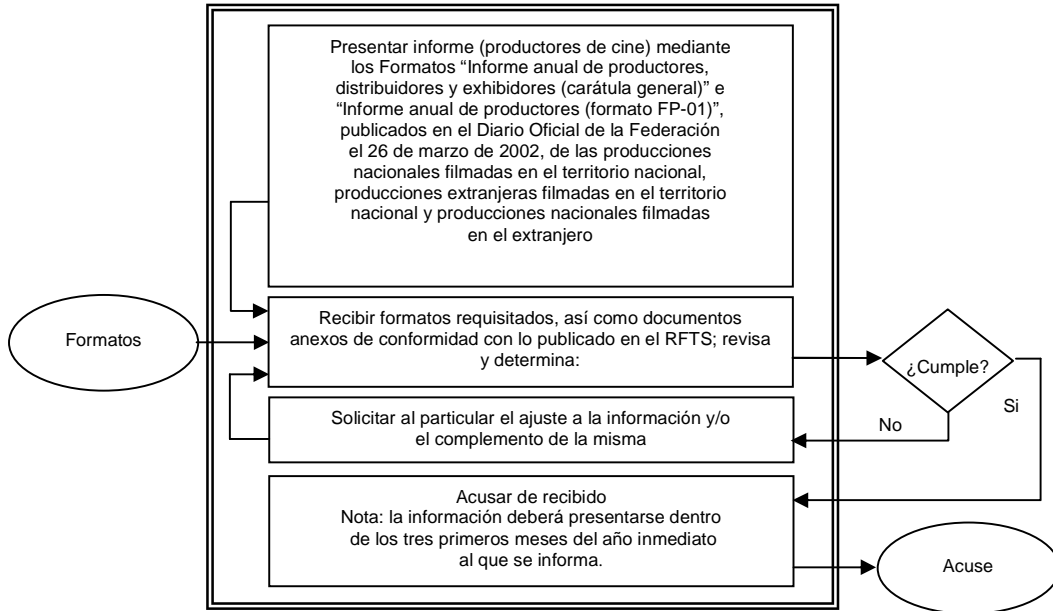 Presentar informe (productores de cine) mediante
los Formatos “Informe anual de productores,
distribuidores y exhibidores (carátula general)” e
“Informe anual de productores (formato FP-01)”,
publicados en el Diario Oficial de la Federación
el 26 de marzo de 2002, de las producciones
nacionales filmadas en el territorio nacional,
producciones extranjeras filmadas en el territorio
nacional y producciones nacionales filmadas
en el extranjero
Formatos
Recibir formatos requisitados, así como documentos
anexos de conformidad con lo publicado en el RFTS; revisa
y determina:
¿Cumple?
Si
No
Solicitar al particular el ajuste a la información y/o
el complemento de la misma
Acusar de recibido
Nota: la información deberá presentarse dentro
de los tres primeros meses del año inmediato
al que se informa.
Acuse